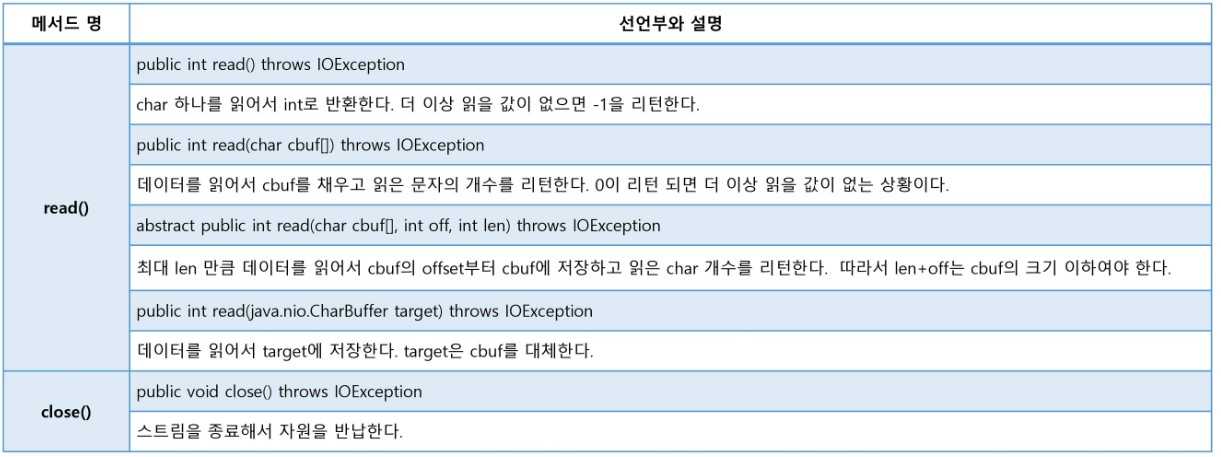 메서드 명
선언부와 설명
read()
public int read() throws IOException
char 하나를 읽어서 int로 반환한다. 더 이상 읽을 값이 없으면 -1을 리턴한다.
public int read(char cbuf[]) throws IOException
데이터를 읽어서 cbuf를 채우고 읽은 문자의 개수를 리턴한다. 0이 리턴 되면 더 이상 읽을 값이 없는 상황이다.
abstract public int read(char cbuf[], int off, int len) throws IOException
최대 len 만큼 데이터를 읽어서 cbuf의 offset부터 cbuf에 저장하고 읽은 char 개수를 리턴한다. 따라서 len+off는 cbuf의 크기 이하여야 한다.
public int read(java.nio.CharBuffer target) throws IOException
데이터를 읽어서 target에 저장한다. target은 cbuf를 대체한다.
close()
public void close() throws IOException
스트림을 종료해서 자원을 반납한다.